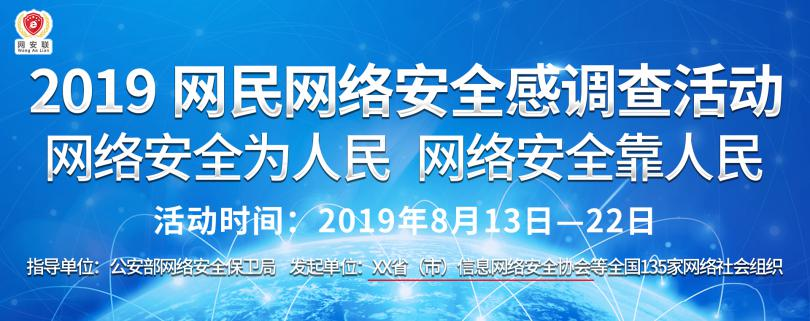 网安联
Wang An Lian
2019 网民网络安全感调查活动
网络安全为人民 网络安全靠人民
活动时间：2019年8月13日—22日
指导单位：公安部网络安全保卫局 发起单位：XX省（市）信息网络安全协会等全国135家网络社会组织